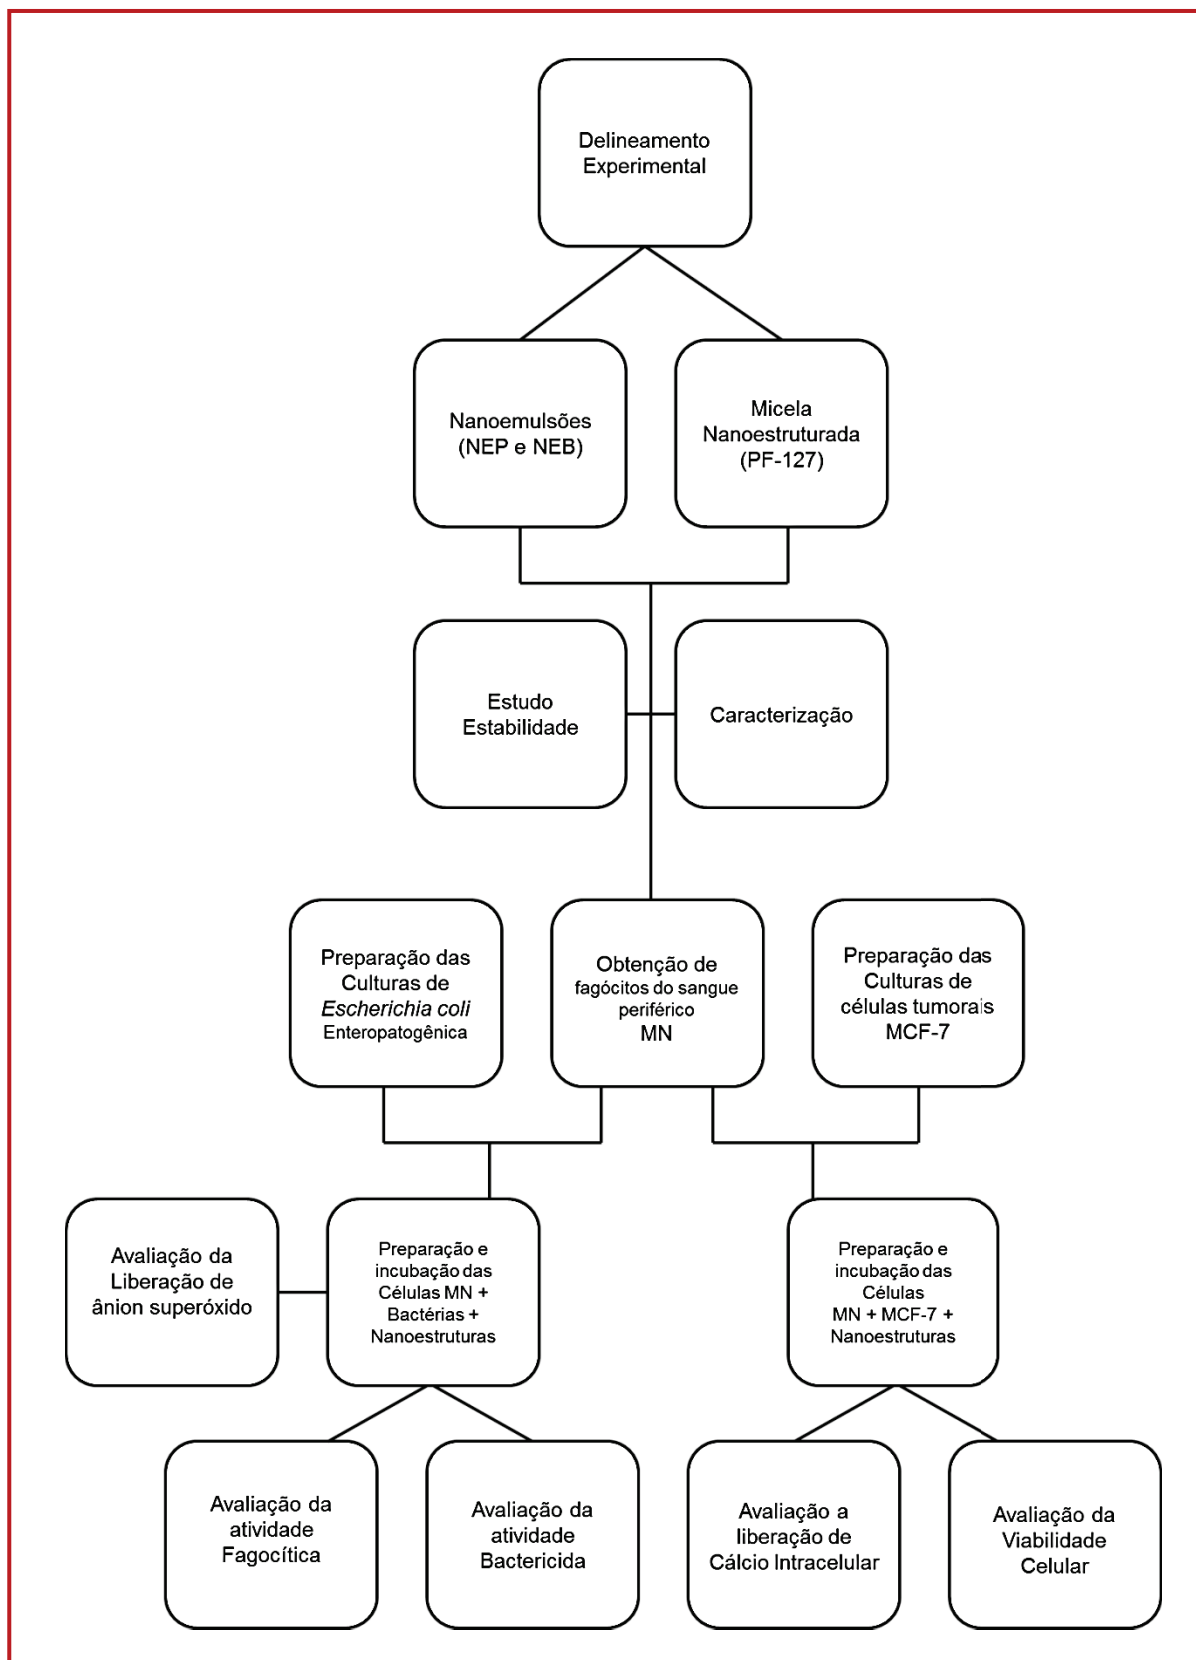 Delineamento
Experimental
Nanoemulsões
(NEP e NEB)
Micela
Nanoestruturada
(PF-127)
Estudo
Estabilidade
Caracterização
Preparação das
Culturas de
Escherichia coli
Enteropatogênica
Obtenção de
fagócitos do sangue
periférico
MN
Preparação das
Culturas de
células tumorais
MCF-7
Avaliação da
Liberação de
ânion superóxido
Preparação e
incubação das
Células MN +
Bactérias +
Nanoestruturas
Preparação e
incubação das
Células
MN + MCF-7 +
Nanoestruturas
Avaliação da
atividade
Fagocítica
Avaliação da
atividade
Bactericida
Avaliação a
liberação de
Cálcio Intracelular
Avaliação da
Viabilidade
Celular